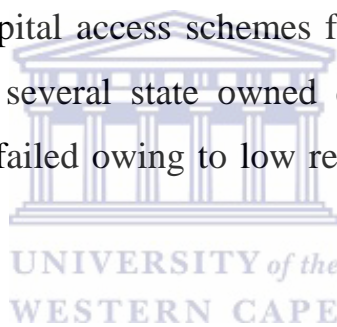 pital access schemes f
several state owned
failed owing to low re
UNIVERSITY of the
WESTERN CAPE